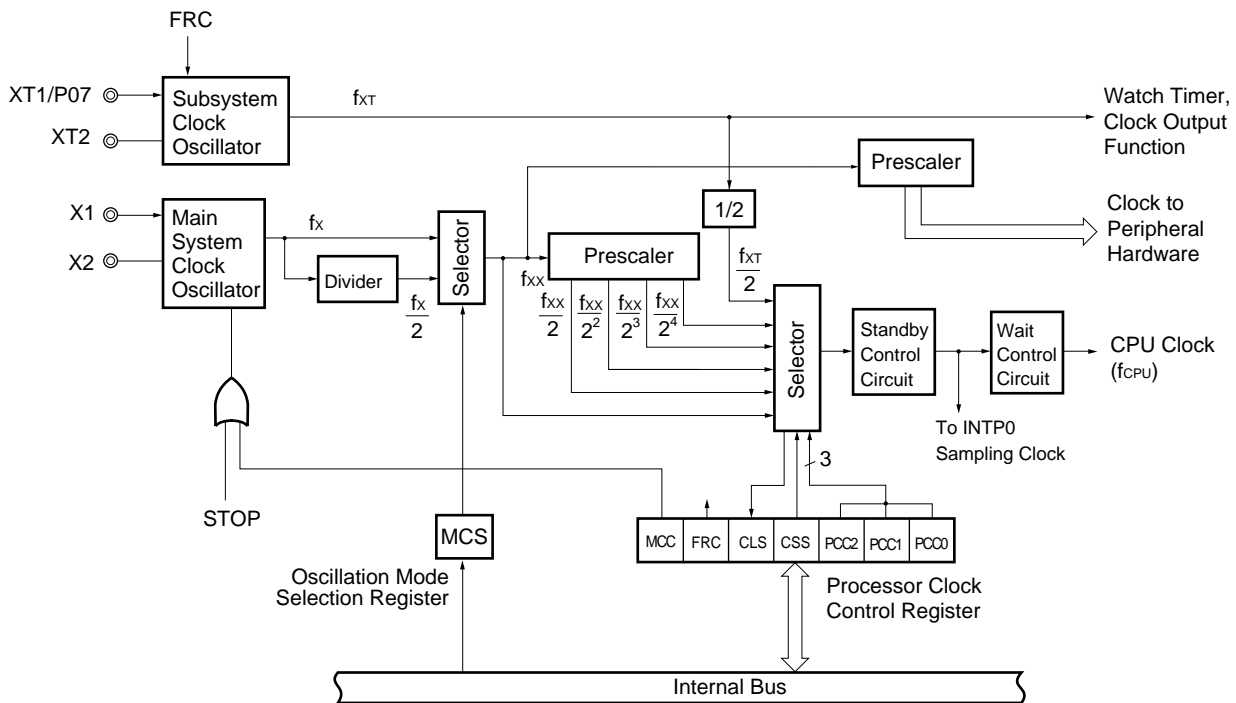 FRC
XT1/P07
XT2
Subsystem
Clock
Oscillator
fXT
Watch Timer,
Clock Output
Function
Prescaler
X1
X2
Main
System
Clock
Oscillator
fX
Divider
fX
2
Selector
fXX
Prescaler
1/2
fXT
2
Clock to
Peripheral
Hardware
fXX
2
fXX
2²
fXX
2³
fXX
2⁴
Selector
Standby
Control
Circuit
Wait
Control
Circuit
CPU Clock
(fCPU)
To INTP0
Sampling Clock
3
STOP
MCS
Oscillation Mode
Selection Register
MCC FRC CLS CSS PCC2 PCC1 PCC0
Processor Clock
Control Register
Internal Bus